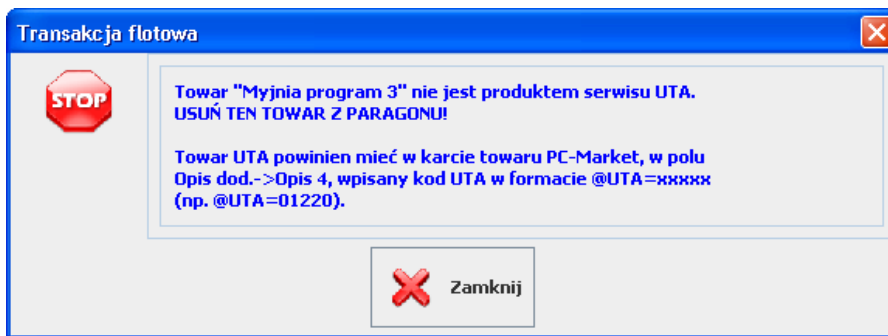 Transakcja flotowa
STOP
Towar "Myjnia program 3" nie jest produktem serwisu UTA.
USUŃ TEN TOWAR Z PARAGONU!
Towar UTA powinien mieć w karcie towaru PC-Market, w polu
Opis dod.->Opis 4, wpisany kod UTA w formacie @UTA=xxxxx
(np. @UTA=01220).
Zamknij